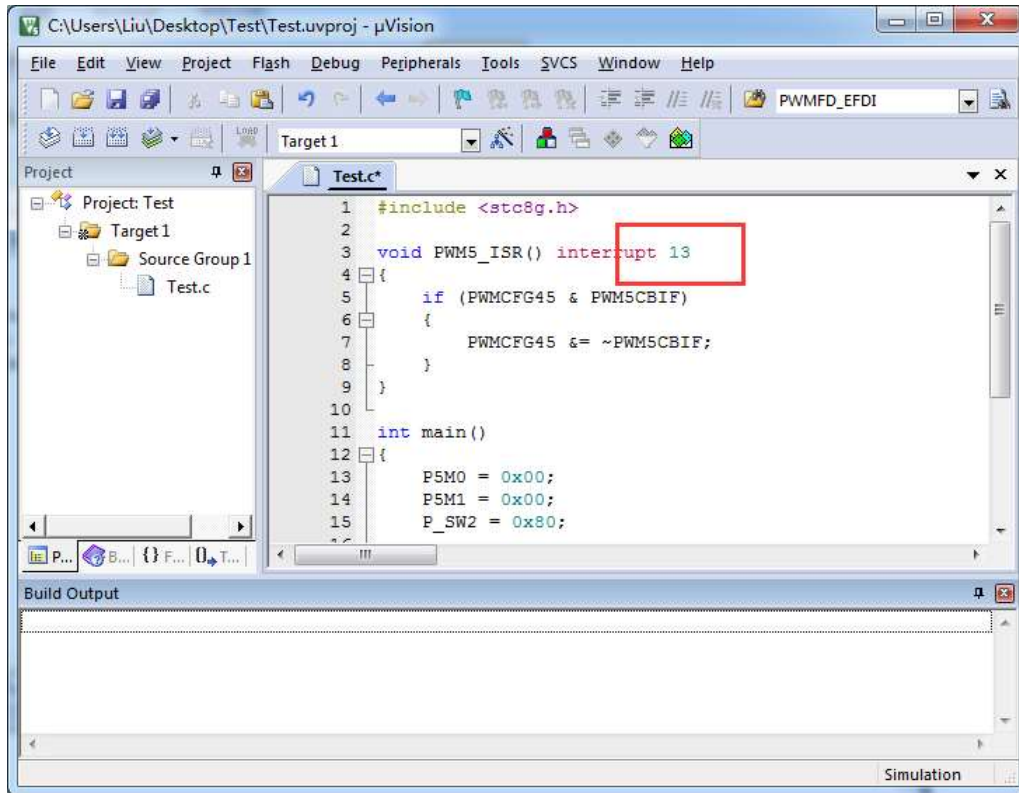 C:\Users\Liu\Desktop\Test\Test.uvproj - µVision
File Edit View Project Flash Debug Peripherals Tools SVCS Window Help
PWMFD_EFDI
LOAD Target 1
Project
Test.c*
Project: Test
Target 1
Source Group 1
Test.c
1 #include <stc8g.h>
2
3 void PWM5_ISR() interrupt 13
4 {
5 if (PWMCFG45 & PWM5CBIF)
6 {
7 PWMCFG45 &= ~PWM5CBIF;
8 }
9 }
10
11 int main()
12 {
13 P5M0 = 0x00;
14 P5M1 = 0x00;
15 P_SW2 = 0x80;
P... B... {} F... 0 T...
Build Output
Simulation